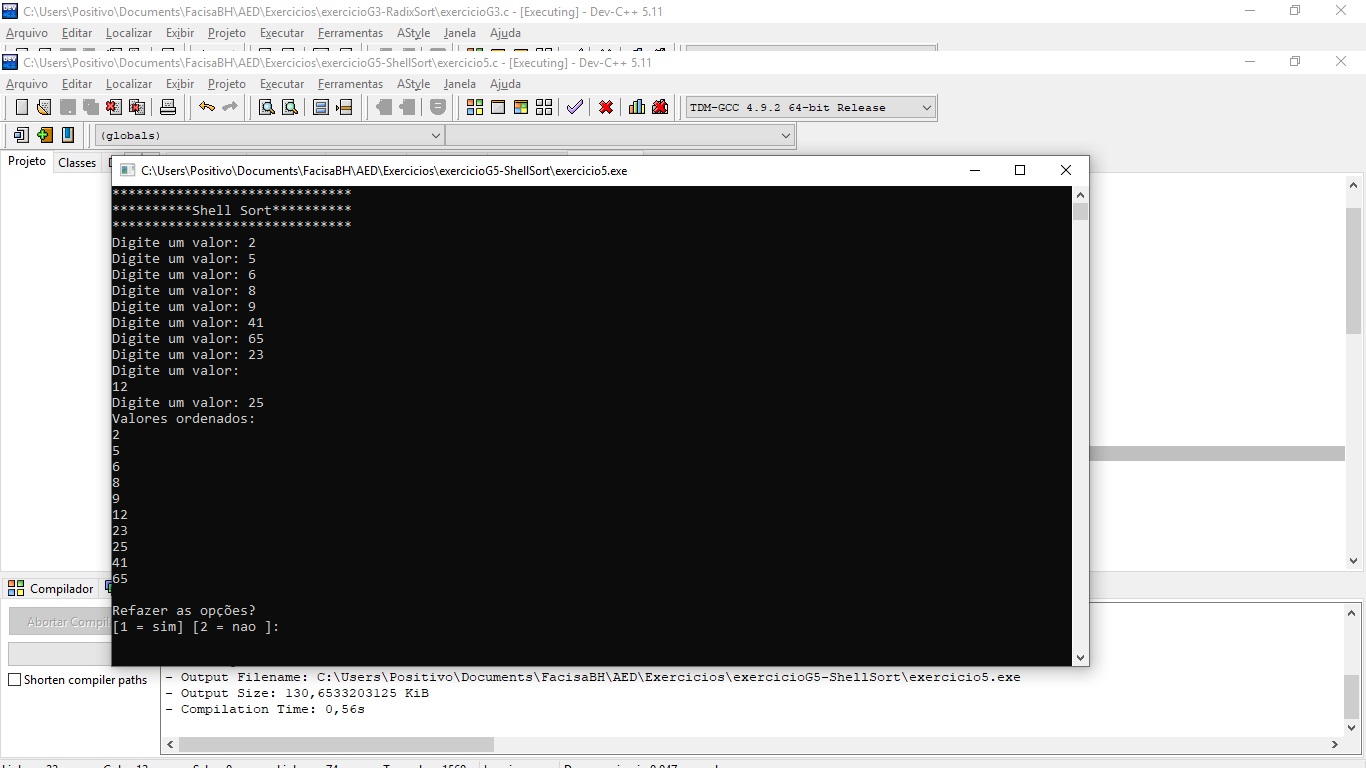 C:\Users\Positivo\Documents\FacisaBH\AED\Exercicios\exercicioG3-RadixSort\exercicioG3.c - [Executing] - Dev-C++ 5.11
Arquivo Editar Localizar Exibir Projeto Executar Ferramentas AStyle Janela Ajuda
C:\Users\Positivo\Documents\FacisaBH\AED\Exercicios\exercicioG5-ShellSort\exercicio5.c - [Executing] - Dev-C++ 5.11
Arquivo Editar Localizar Exibir Projeto Executar Ferramentas AStyle Janela Ajuda
TDM-GCC 4.9.2 64-bit Release
(globals)
Projeto Classes
C:\Users\Positivo\Documents\FacisaBH\AED\Exercicios\exercicioG5-ShellSort\exercicio5.exe
******************************
**********Shell Sort**********
******************************
Digite um valor: 2
Digite um valor: 5
Digite um valor: 6
Digite um valor: 8
Digite um valor: 9
Digite um valor: 41
Digite um valor: 65
Digite um valor: 23
Digite um valor:
12
Digite um valor: 25
Valores ordenados:
2
5
6
8
9
12
23
25
41
65
Refazer as opções?
[1 = sim] [2 = nao ]:
Compilador
Abortar Compil
Shorten compiler paths
- Output Filename: C:\Users\Positivo\Documents\FacisaBH\AED\Exercicios\exercicioG5-ShellSort\exercicio5.exe
- Output Size: 130,6533203125 KiB
- Compilation Time: 0,56s